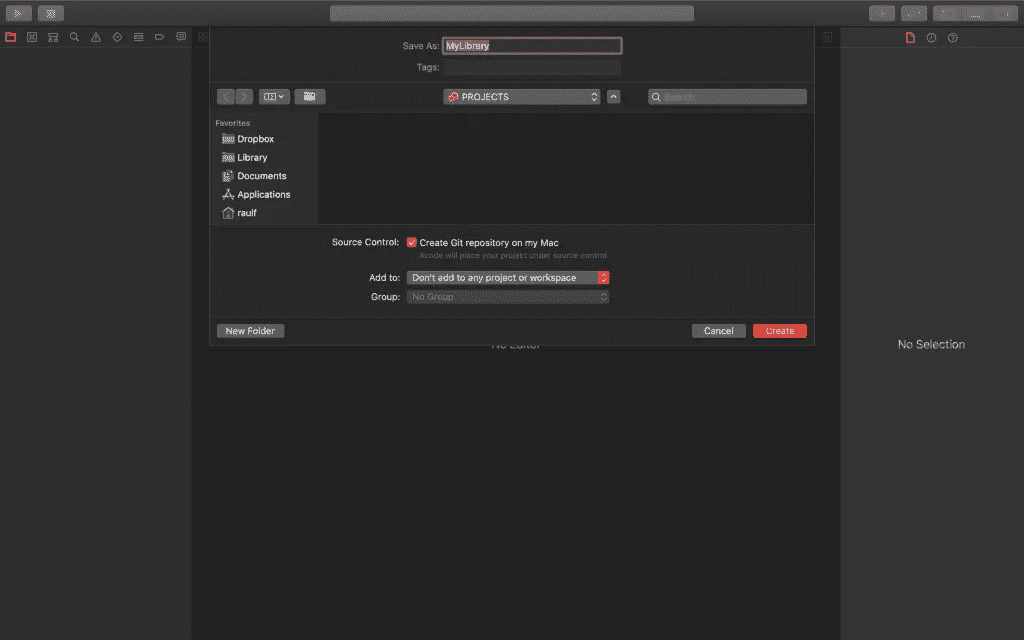 Save As: MyLibrary
Tags:
PROJECTS
Search
Favorites
Dropbox
Library
Documents
Applications
raulf
Source Control: Create Git repository on my Mac
Xcode will place your project under source control
Add to: Don't add to any project or workspace
Group: No Group
New Folder Cancel Create
No Editor
No Selection